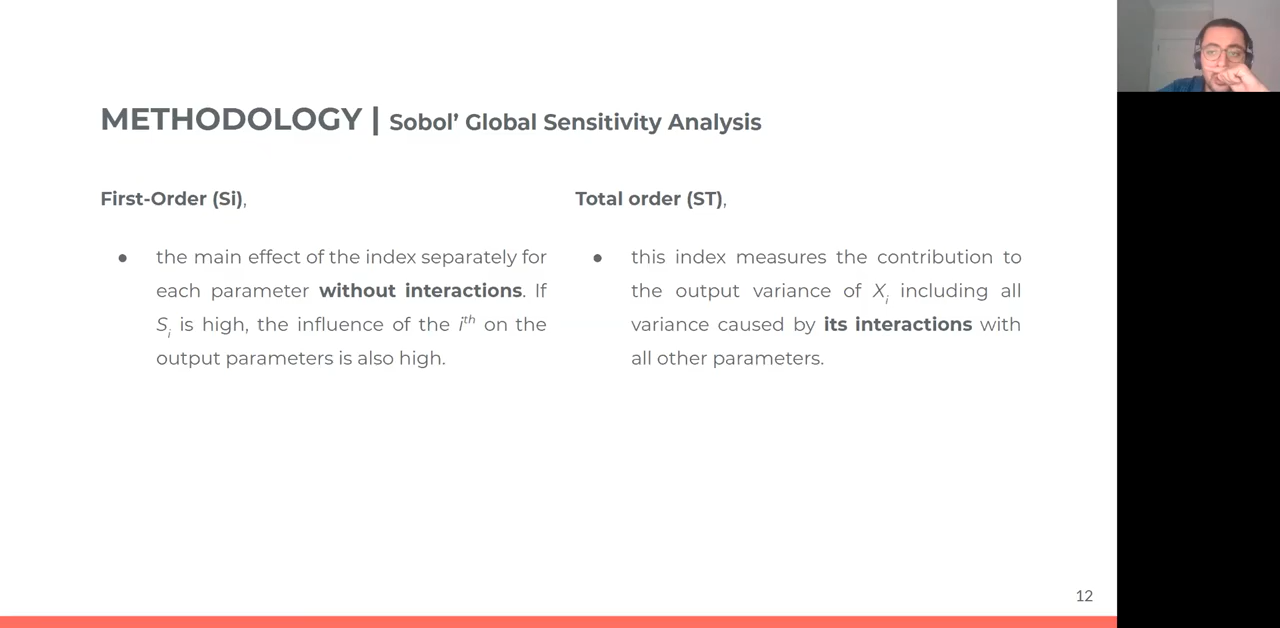 METHODOLOGY | Sobol’ Global Sensitivity Analysis
First-Order (Si),
the main effect of the index separately for
each parameter without interactions. If
Si is high, the influence of the ith on the
output parameters is also high.
Total order (ST),
this index measures the contribution to
the output variance of Xi including all
variance caused by its interactions with
all other parameters.
12